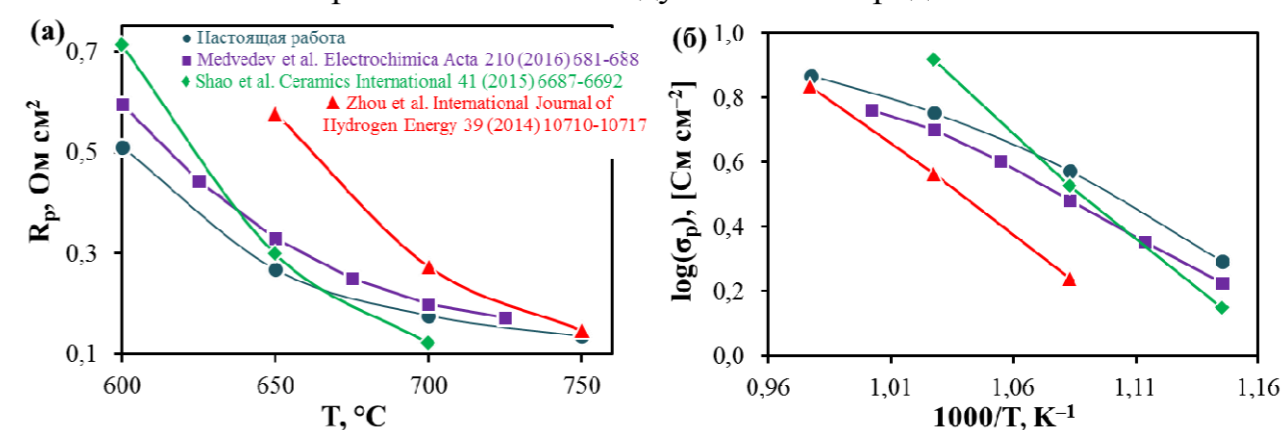 (а)
0,7
0,5
0,3
0,1
R_p, Ом см²
Настоящая работа
Medvedev et al. Electrochimica Acta 210 (2016) 681-688
Shao et al. Ceramics International 41 (2015) 6687-6692
Zhou et al. International Journal of
Hydrogen Energy 39 (2014) 10710-10717
600 650 700 750
T, °C
(б)
1,0
0,8
0,6
0,4
0,2
0,0
log(σ_p), [См см⁻²]
0,96 1,01 1,06 1,11 1,16
1000/T, K⁻¹